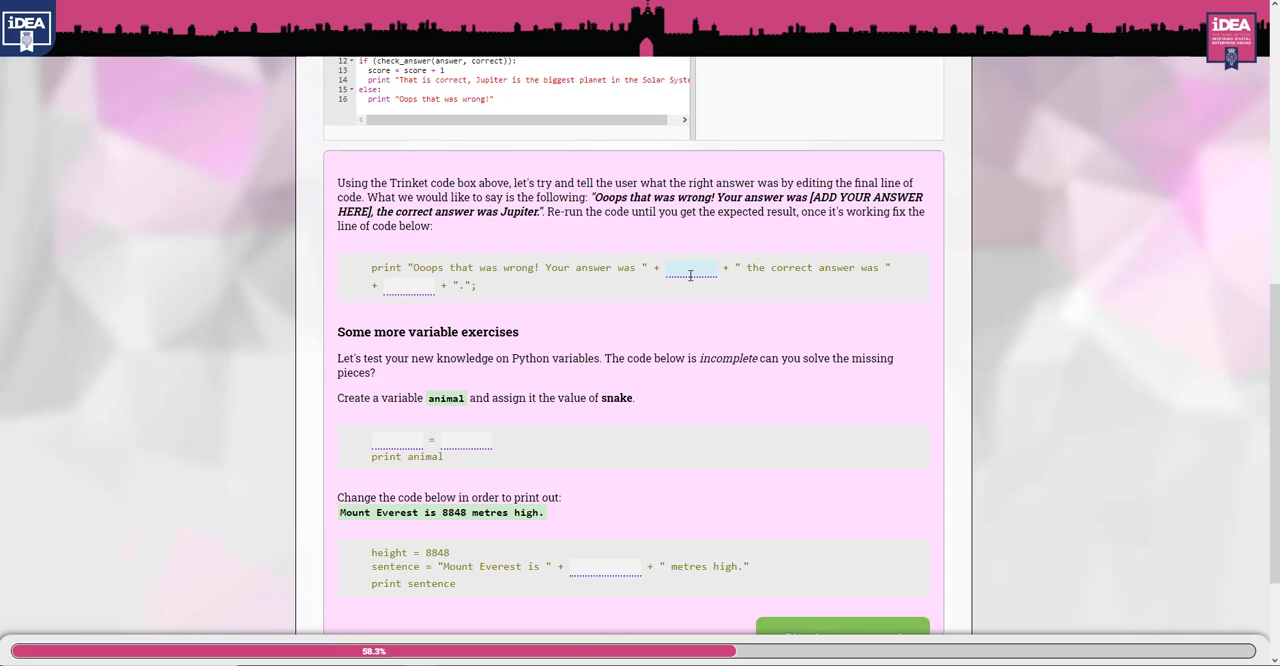 iDEA
iDEA
INSPIRING DIGITAL
ENTERPRISE AWARD
12 if (check_answer(answer, correct)):
13 score = score + 1
14 print "That is correct, Jupiter is the biggest planet in the Solar Syste
15 else:
16 print "Oops that was wrong!"
Using the Trinket code box above, let's try and tell the user what the right answer was by editing the final line of
code. What we would like to say is the following: "Ooops that was wrong! Your answer was [ADD YOUR ANSWER
HERE], the correct answer was Jupiter.". Re-run the code until you get the expected result, once it's working fix the
line of code below:
print "Ooops that was wrong! Your answer was " + + " the correct answer was "
+ + ".";
Some more variable exercises
Let's test your new knowledge on Python variables. The code below is incomplete can you solve the missing
pieces?
Create a variable animal and assign it the value of snake.
=
print animal
Change the code below in order to print out:
Mount Everest is 8848 metres high.
height = 8848
sentence = "Mount Everest is " + + " metres high."
print sentence
58.3%